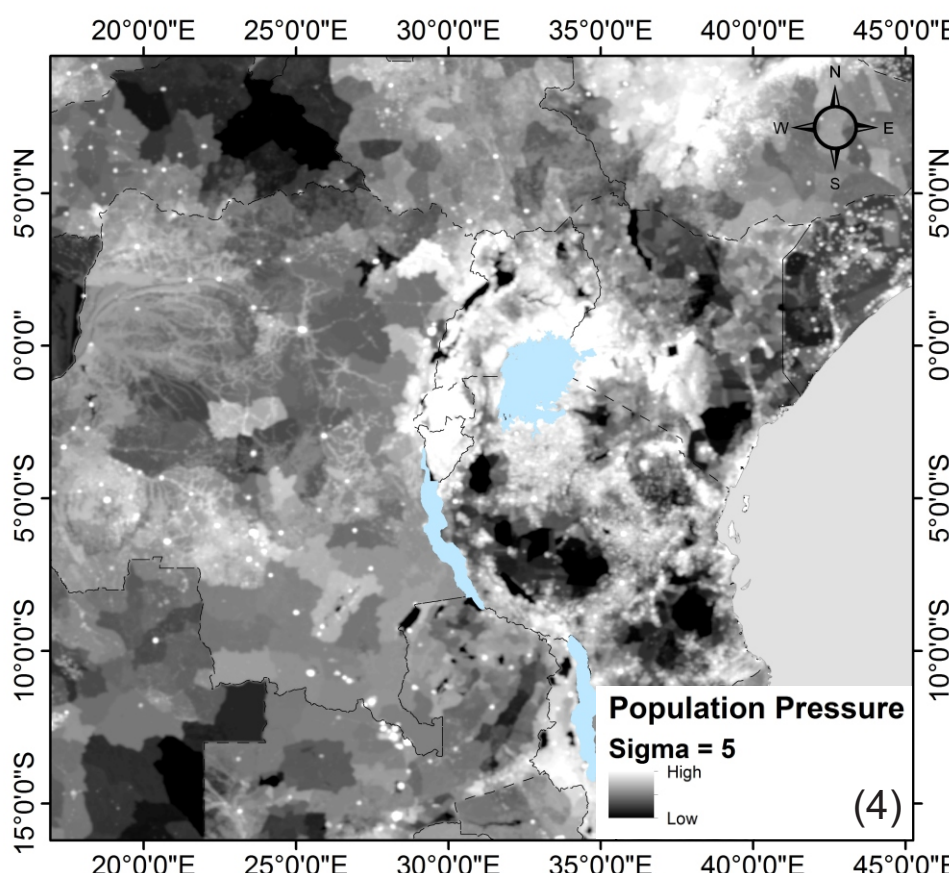 20°0'0"E 25°0'0"E 30°0'0"E 35°0'0"E 40°0'0"E 45°0'0"E
N
W E
S
5°0'0"N 5°0'0"N
0°0'0" 0°0'0"
5°0'0"S 5°0'0"S
10°0'0"S 10°0'0"S
15°0'0"S 15°0'0"S
Population Pressure
Sigma = 5
High
Low
(4)
20°0'0"E 25°0'0"E 30°0'0"E 35°0'0"E 40°0'0"E 45°0'0"E